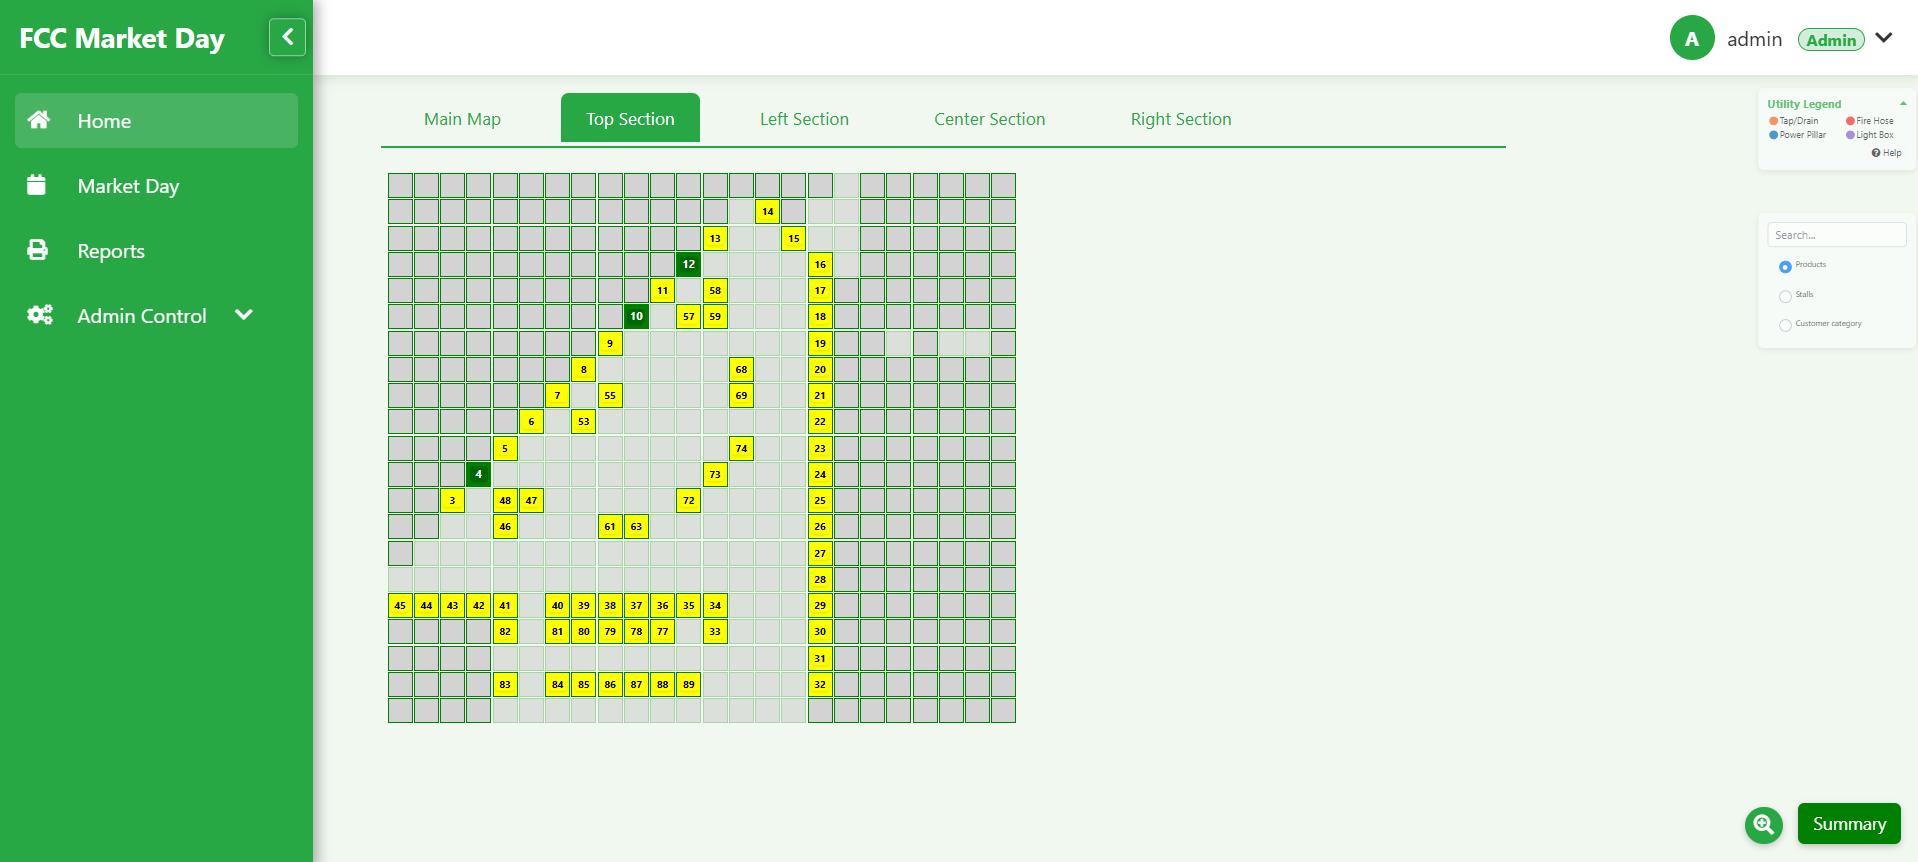 FCC Market Day
A admin Admin
Home
Market Day
Reports
Admin Control
Main Map Top Section Left Section Center Section Right Section
14
13 15
12 16
11 58 17
10 57 59 18
9 19
8 68 20
7 55 69 21
6 53 22
5 74 23
4 73 24
3 48 47 72 25
46 61 63 26
27
28
45 44 43 42 41 40 39 38 37 36 35 34 29
82 81 80 79 78 77 33 30
31
83 84 85 86 87 88 89 32
Utility Legend
Tap/Drain Fire Hose
Power Pillar Light Box
Help
Search...
Products
Stalls
Customer category
Summary